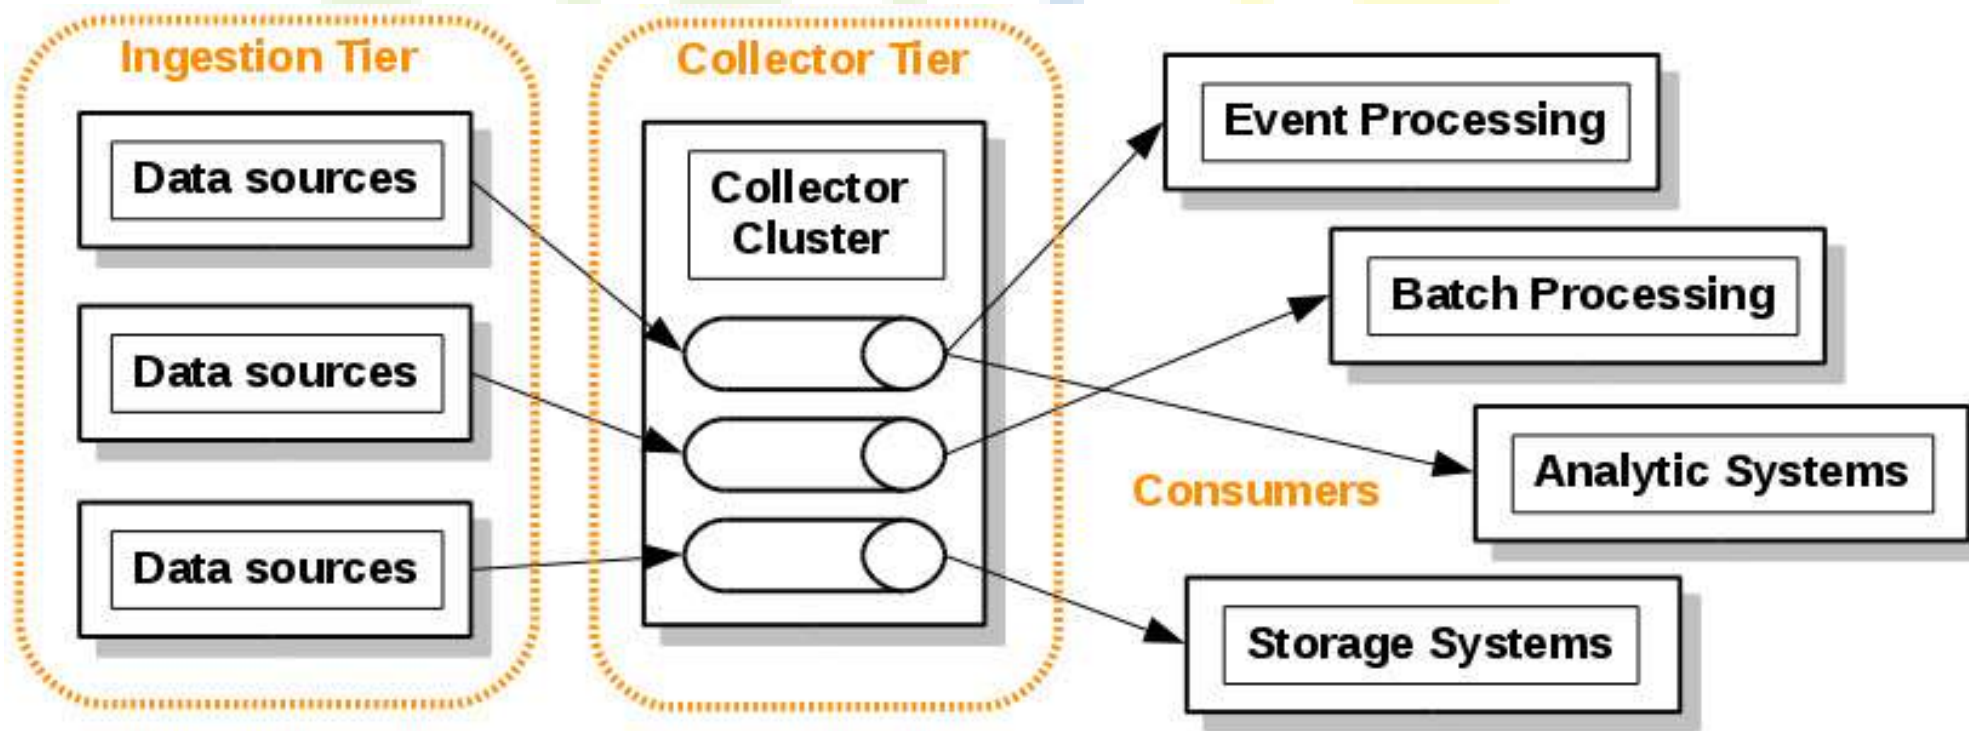 Ingestion Tier
Data sources
Data sources
Data sources
Collector Tier
Collector
Cluster
Consumers
Event Processing
Batch Processing
Analytic Systems
Storage Systems